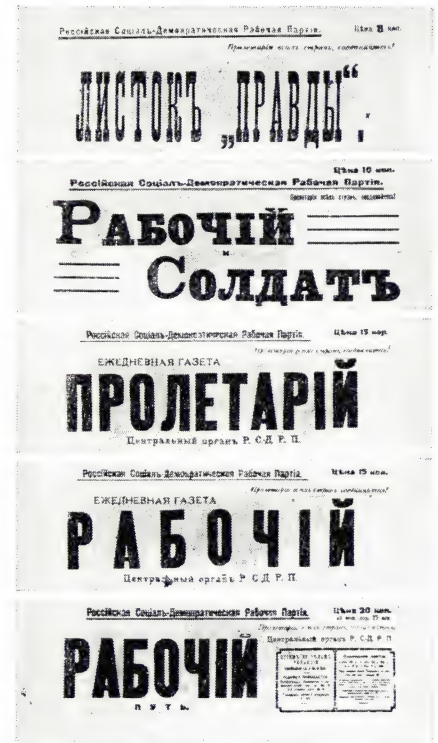 Россійская Соціалъ-Демократическая Рабочая Партія. Цѣна 8 коп.
Пролетаріи всѣхъ странъ, соединяйтесь!
ЛИСТОКЪ „ПРАВДЫ“.
Цѣна 10 коп.
Россійская Соціалъ-Демократическая Рабочая Партія.
Пролетаріи всѣхъ странъ, соединяйтесь!
РАБОЧІЙ
и
СОЛДАТЪ
Россійская Соціалъ-Демократическая Рабочая Партія. Цѣна 15 коп.
Пролетаріи всѣхъ странъ, соединяйтесь!
ЕЖЕДНЕВНАЯ ГАЗЕТА
ПРОЛЕТАРІЙ
Центральный органъ Р. С-Д. Р. П.
Россійская Соціалъ-Демократическая Рабочая Партія. Цѣна 15 коп.
Пролетаріи всѣхъ странъ, соединяйтесь!
ЕЖЕДНЕВНАЯ ГАЗЕТА
РАБОЧІЙ
Центральный органъ Р. С-Д. Р. П.
Россійская Соціалъ-Демократическая Рабочая Партія. Цѣна 20 коп.
Пролетаріи всѣхъ странъ,
Центральный органъ Р. С-Д. Р. П.
РАБОЧІЙ
ПУТЬ.